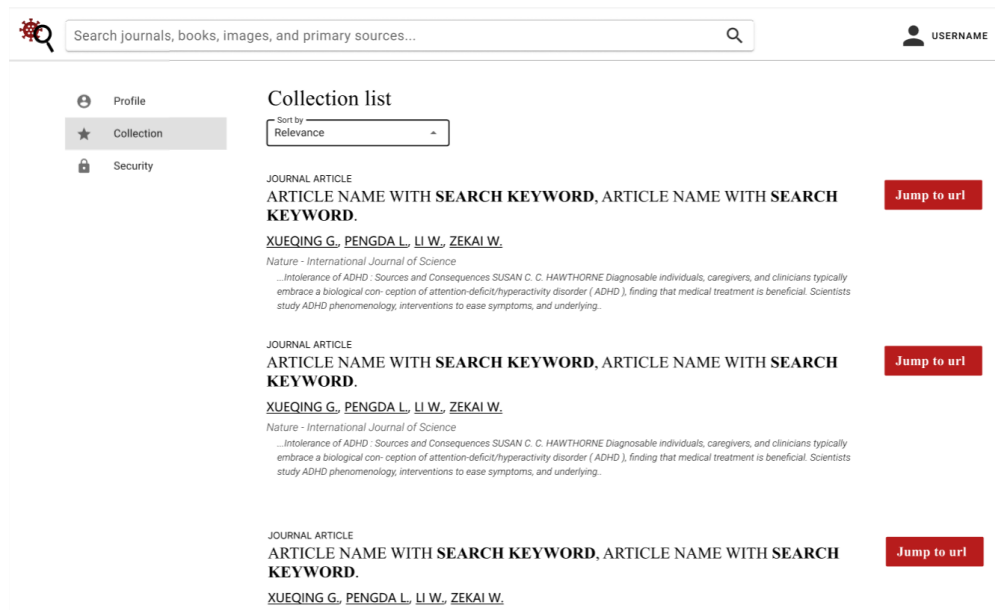 Search journals, books, images, and primary sources...
USERNAME
Profile
Collection
Security
Collection list
Sort by
Relevance
JOURNAL ARTICLE
ARTICLE NAME WITH SEARCH KEYWORD, ARTICLE NAME WITH SEARCH
KEYWORD.
Jump to url
XUEQING G., PENGDA L., LI W., ZEKAI W.
Nature - International Journal of Science
...Intolerance of ADHD : Sources and Consequences SUSAN C. C. HAWTHORNE Diagnosable individuals, caregivers, and clinicians typically
embrace a biological con- ception of attention-deficit/hyperactivity disorder ( ADHD ), finding that medical treatment is beneficial. Scientists
study ADHD phenomenology, interventions to ease symptoms, and underlying..
JOURNAL ARTICLE
ARTICLE NAME WITH SEARCH KEYWORD, ARTICLE NAME WITH SEARCH
KEYWORD.
Jump to url
XUEQING G., PENGDA L., LI W., ZEKAI W.
Nature - International Journal of Science
...Intolerance of ADHD : Sources and Consequences SUSAN C. C. HAWTHORNE Diagnosable individuals, caregivers, and clinicians typically
embrace a biological con- ception of attention-deficit/hyperactivity disorder ( ADHD ), finding that medical treatment is beneficial. Scientists
study ADHD phenomenology, interventions to ease symptoms, and underlying..
JOURNAL ARTICLE
ARTICLE NAME WITH SEARCH KEYWORD, ARTICLE NAME WITH SEARCH
KEYWORD.
Jump to url
XUEQING G., PENGDA L., LI W., ZEKAI W.